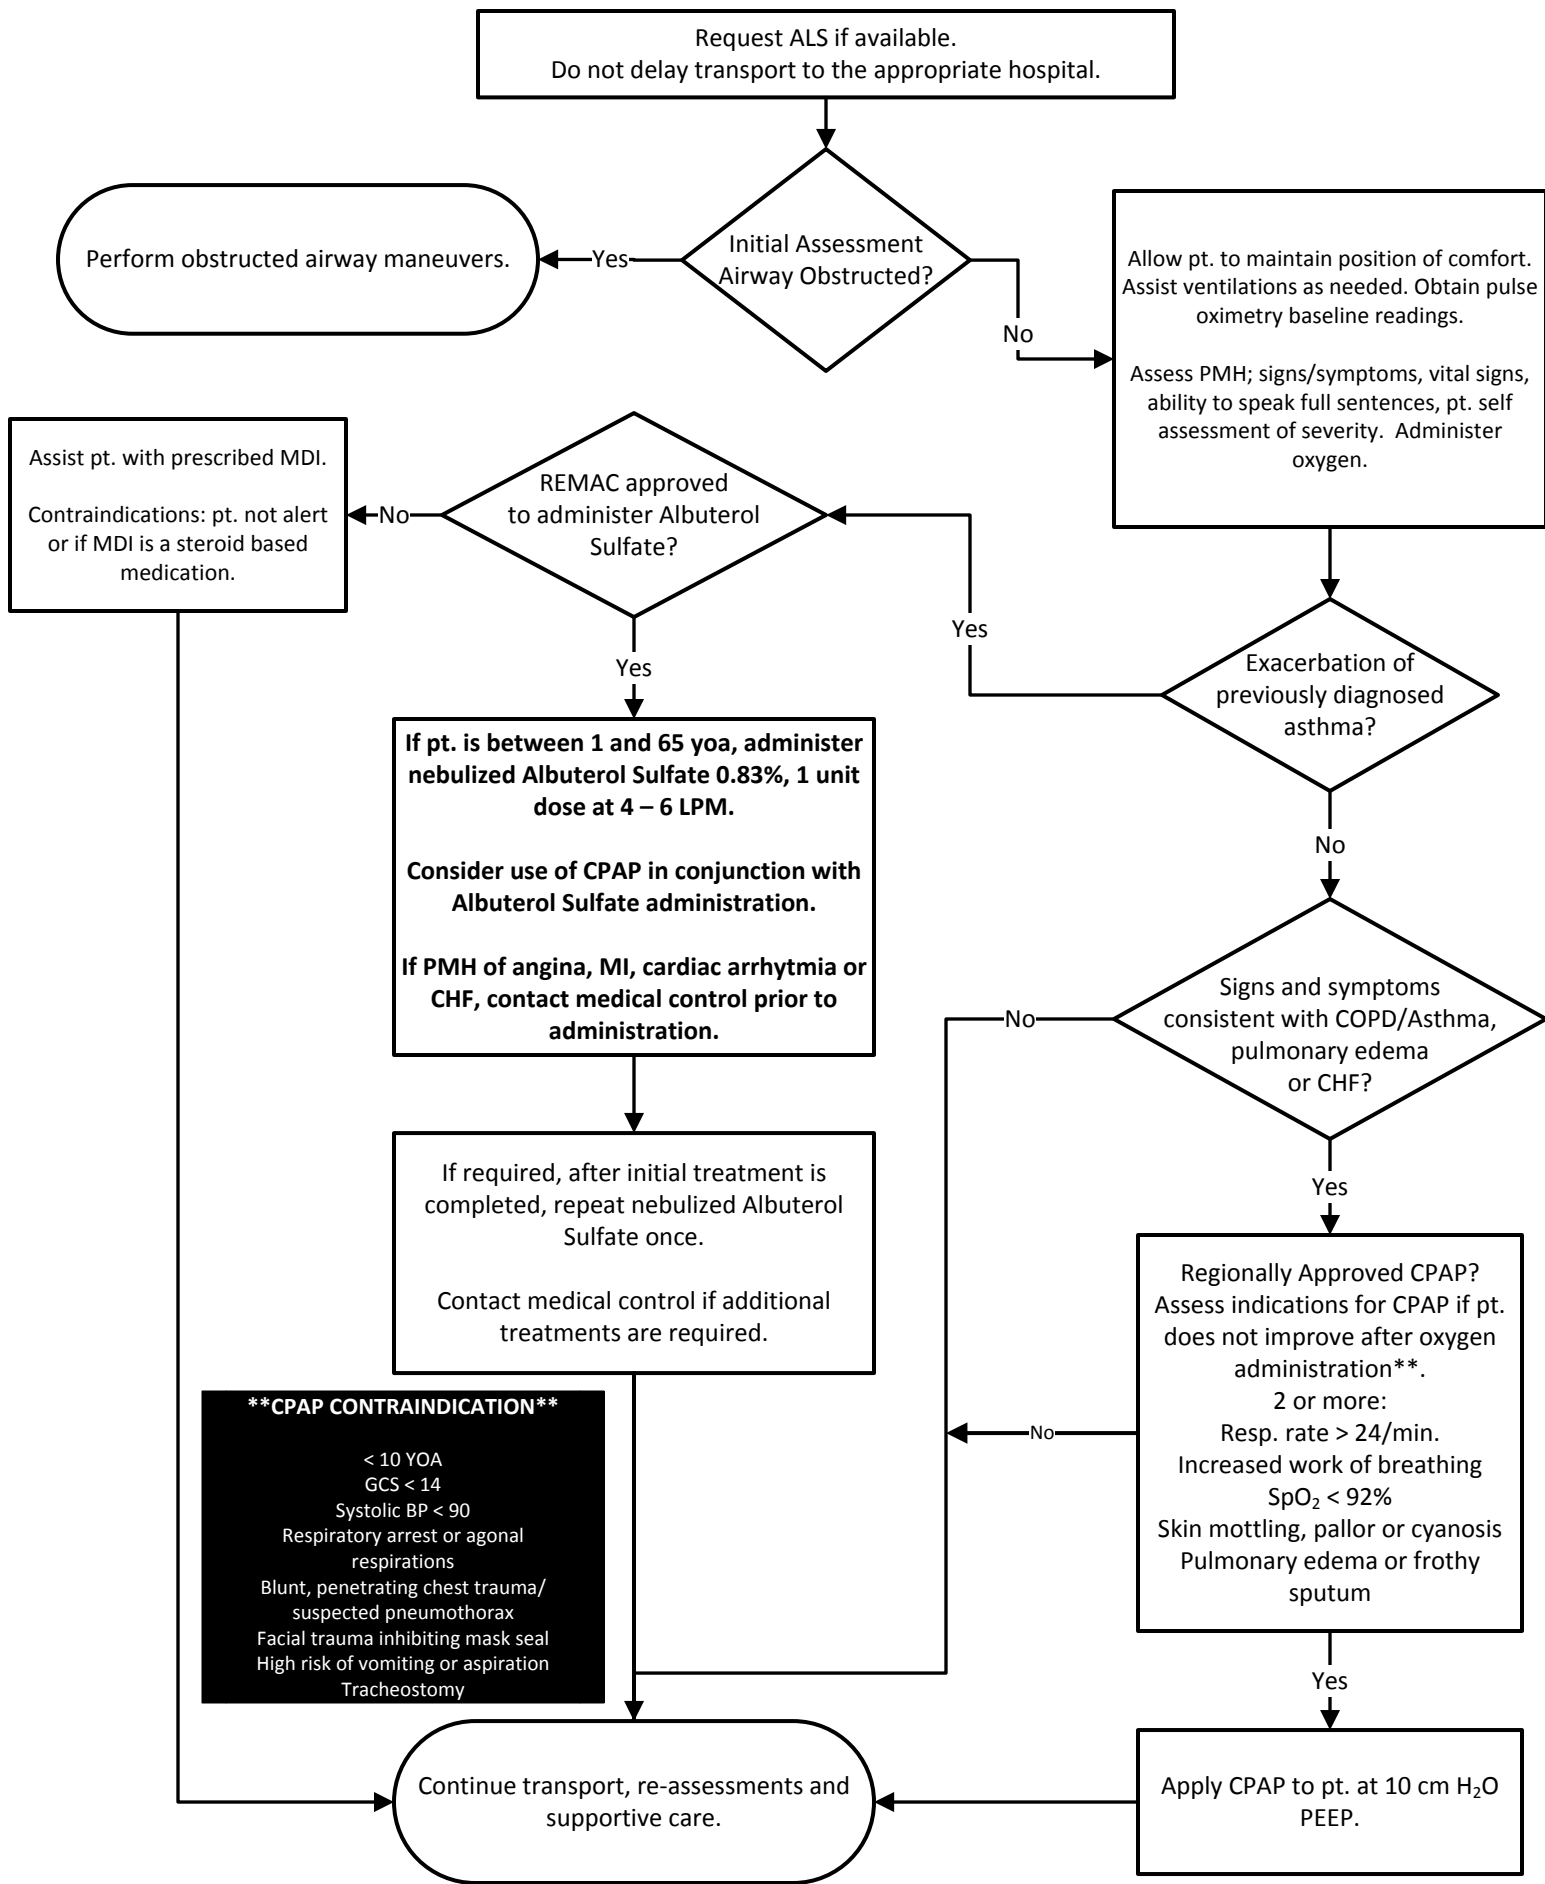 Request ALS if available.
Do not delay transport to the appropriate hospital.
Initial Assessment
Airway Obstructed?
Yes
Perform obstructed airway maneuvers.
No
Allow pt. to maintain position of comfort.
Assist ventilations as needed. Obtain pulse
oximetry baseline readings.
Assess PMH; signs/symptoms, vital signs,
ability to speak full sentences, pt. self
assessment of severity.  Administer
oxygen.
Exacerbation of
previously diagnosed
asthma?
Yes
REMAC approved
to administer Albuterol
Sulfate?
No
Assist pt. with prescribed MDI.
Contraindications: pt. not alert
or if MDI is a steroid based
medication.
Yes
If pt. is between 1 and 65 yoa, administer
nebulized Albuterol Sulfate 0.83%, 1 unit
dose at 4 – 6 LPM.
Consider use of CPAP in conjunction with
Albuterol Sulfate administration.
If PMH of angina, MI, cardiac arrhytmia or
CHF, contact medical control prior to
administration.
If required, after initial treatment is
completed, repeat nebulized Albuterol
Sulfate once.
Contact medical control if additional
treatments are required.
No
Signs and symptoms
consistent with COPD/Asthma,
pulmonary edema
or CHF?
No
Yes
Regionally Approved CPAP?
Assess indications for CPAP if pt.
does not improve after oxygen
administration**.
2 or more:
Resp. rate > 24/min.
Increased work of breathing
SpO₂ < 92%
Skin mottling, pallor or cyanosis
Pulmonary edema or frothy
sputum
No
Yes
Apply CPAP to pt. at 10 cm H₂O
PEEP.
**CPAP CONTRAINDICATION**
< 10 YOA
GCS < 14
Systolic BP < 90
Respiratory arrest or agonal
respirations
Blunt, penetrating chest trauma/
suspected pneumothorax
Facial trauma inhibiting mask seal
High risk of vomiting or aspiration
Tracheostomy
Continue transport, re-assessments and
supportive care.